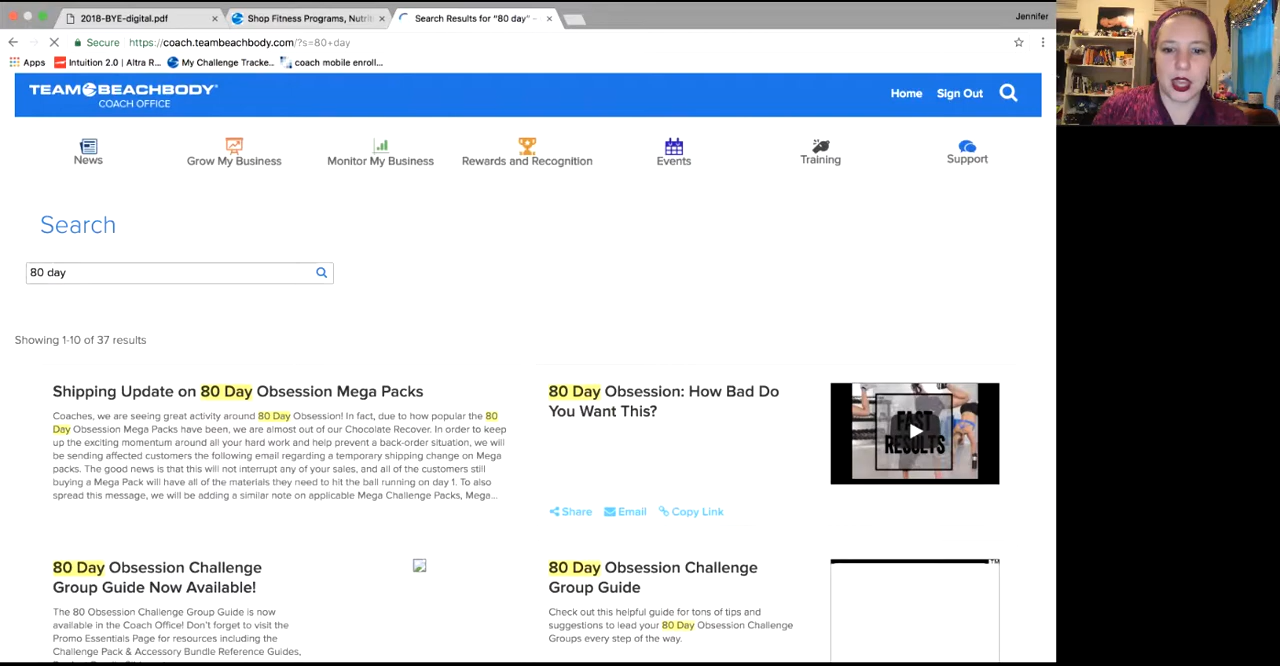 2018-BYE-digital.pdf
Shop Fitness Programs, Nutri
Search Results for "80 day" –
Jennifer
Secure
https://coach.teambeachbody.com/?s=80+day
Apps
Intuition 2.0 | Altra R...
My Challenge Tracke...
coach mobile enroll...
TEAM BEACHBODY
COACH OFFICE
Home
Sign Out
News
Grow My Business
Monitor My Business
Rewards and Recognition
Events
Training
Support
Search
80 day
Showing 1-10 of 37 results
Shipping Update on 80 Day Obsession Mega Packs
Coaches, we are seeing great activity around 80 Day Obsession! In fact, due to how popular the 80
Day Obsession Mega Packs have been, we are almost out of our Chocolate Recover. In order to keep
up the exciting momentum around all your hard work and help prevent a back-order situation, we will
be sending affected customers the following email regarding a temporary shipping change on Mega
packs. The good news is that this will not interrupt any of your sales, and all of the customers still
buying a Mega Pack will have all of the materials they need to hit the ball running on day 1. To also
spread this message, we will be adding a similar note on applicable Mega Challenge Packs, Mega...
80 Day Obsession: How Bad Do
You Want This?
FAST
RESULTS
Share
Email
Copy Link
80 Day Obsession Challenge
Group Guide Now Available!
The 80 Obsession Challenge Group Guide is now
available in the Coach Office! Don't forget to visit the
Promo Essentials Page for resources including the
Challenge Pack & Accessory Bundle Reference Guides,
80 Day Obsession Challenge
Group Guide
Check out this helpful guide for tons of tips and
suggestions to lead your 80 Day Obsession Challenge
Groups every step of the way.